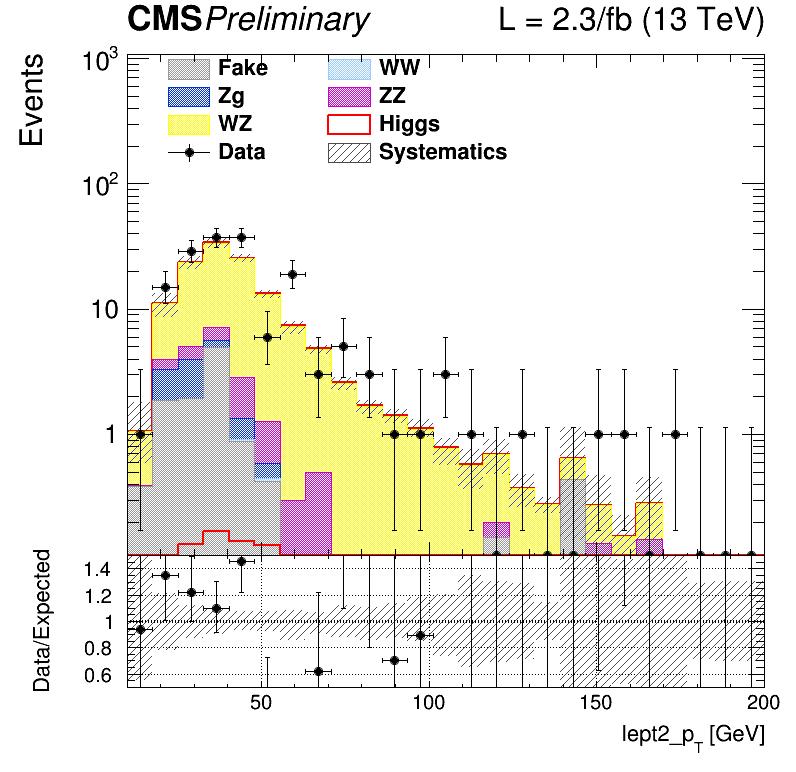 CMS Preliminary L = 2.3/fb (13 TeV)
Events
10³
10²
10
1
Fake WW
Zg ZZ
WZ Higgs
Data Systematics
Data/Expected
1.4
1.2
1
0.8
0.6
50 100 150 200
lept2_p_T [GeV]